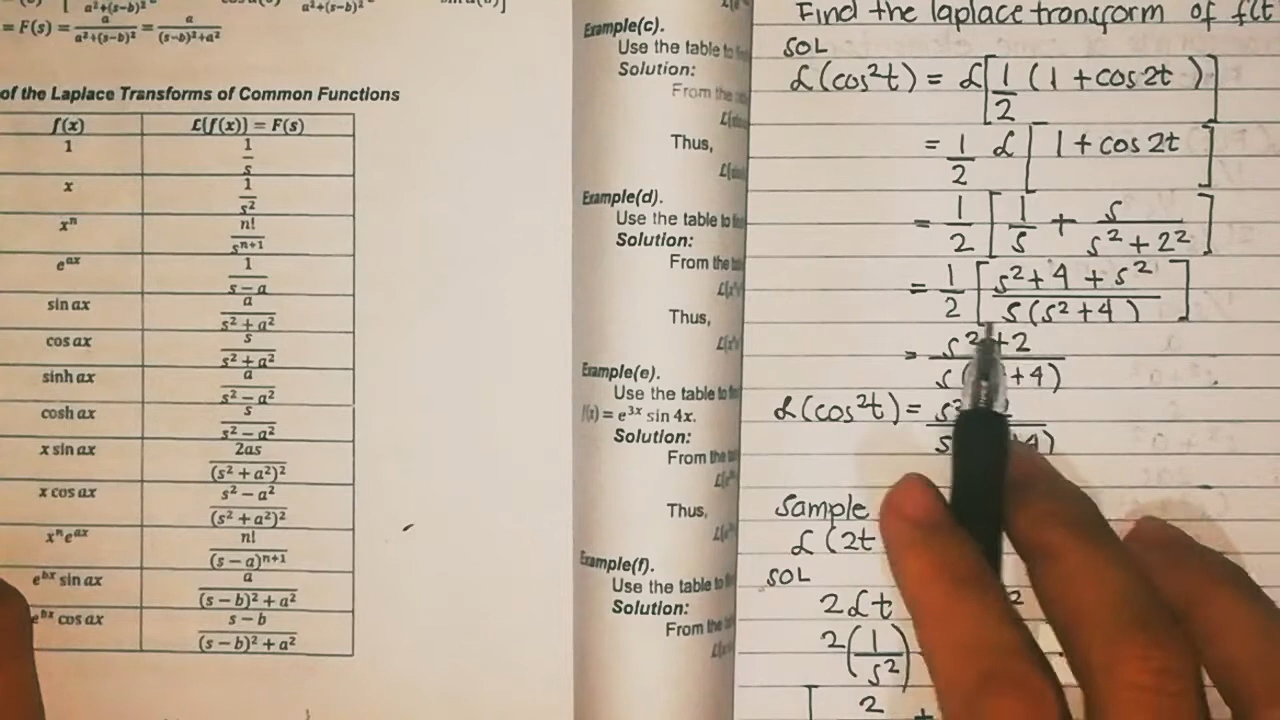 = F(s) = a/a²+(s−b)² = a/(s−b)²+a²
of the Laplace Transforms of Common Functions
f(x) £{f(x)} = F(s)
1 1/s
x 1/s²
xⁿ n!/sⁿ⁺¹
eᵃˣ 1/s − a
sin ax a/s² + a²
cos ax s/s² + a²
sinh ax a/s² − a²
cosh ax s/s² − a²
x sin ax 2as/(s² + a²)²
x cos ax s² − a²/(s² + a²)²
xⁿeᵃˣ n!/(s − a)ⁿ⁺¹
eᵇˣ sin ax a/(s − b)² + a²
eᵇˣ cos ax s − b/(s − b)² + a²
Example(c).
Use the table to
Solution:
From the
Thus,
Example(d).
Use the table to
Solution:
From the
Thus,
Example(e).
Use the table to
f(x) = e³ˣ sin 4x.
Solution:
From the
Thus,
Example(f).
Use the table to
Solution:
From the
Find the laplace transform of f(t
SOL
ℒ(cos²t) = ℒ[1/2 (1 + cos2t )]
= 1/2 ℒ[ 1 + cos 2t ]
= 1/2 [1/s + s/s² + 2²]
= 1/2 [s² + 4 + s²/s(s² + 4)]
= s² + 2/s( +4)
ℒ(cos²t) =
Sample
ℒ(2t
SOL
2ℒt
2(1/s²)
[ 2 +